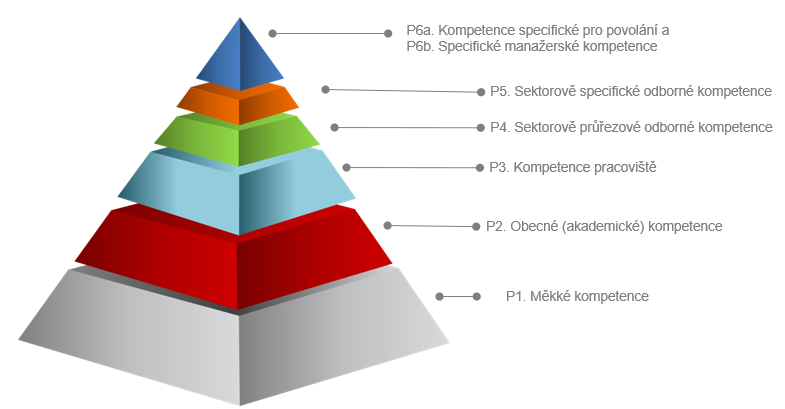 P6a. Kompetence specifické pro povolání a
P6b. Specifické manažerské kompetence
P5. Sektorově specifické odborné kompetence
P4. Sektorově průřezové odborné kompetence
P3. Kompetence pracoviště
P2. Obecné (akademické) kompetence
P1. Měkké kompetence